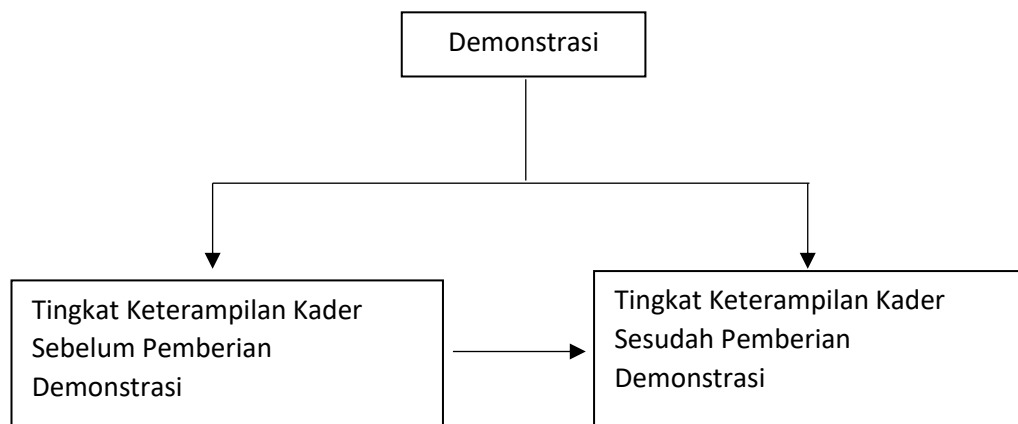 Demonstrasi
Tingkat Keterampilan Kader
Sebelum Pemberian
Demonstrasi
Tingkat Keterampilan Kader
Sesudah Pemberian
Demonstrasi